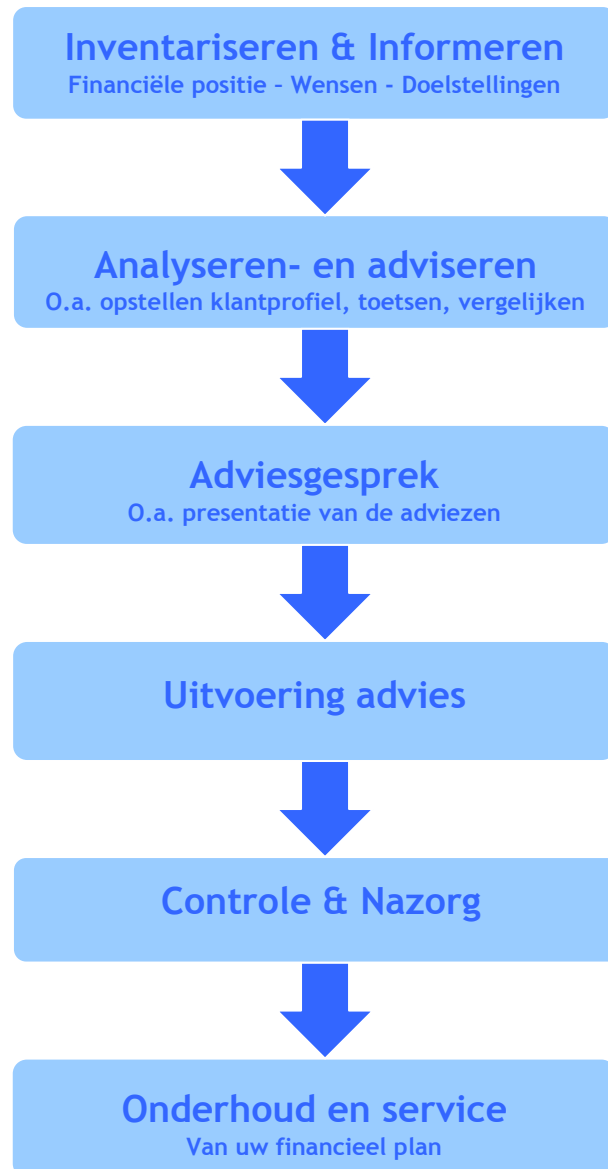 Inventariseren & Informeren
Financiële positie – Wensen - Doelstellingen
Analyseren- en adviseren
O.a. opstellen klantprofiel, toetsen, vergelijken
Adviesgesprek
O.a. presentatie van de adviezen
Uitvoering advies
Controle & Nazorg
Onderhoud en service
Van uw financieel plan